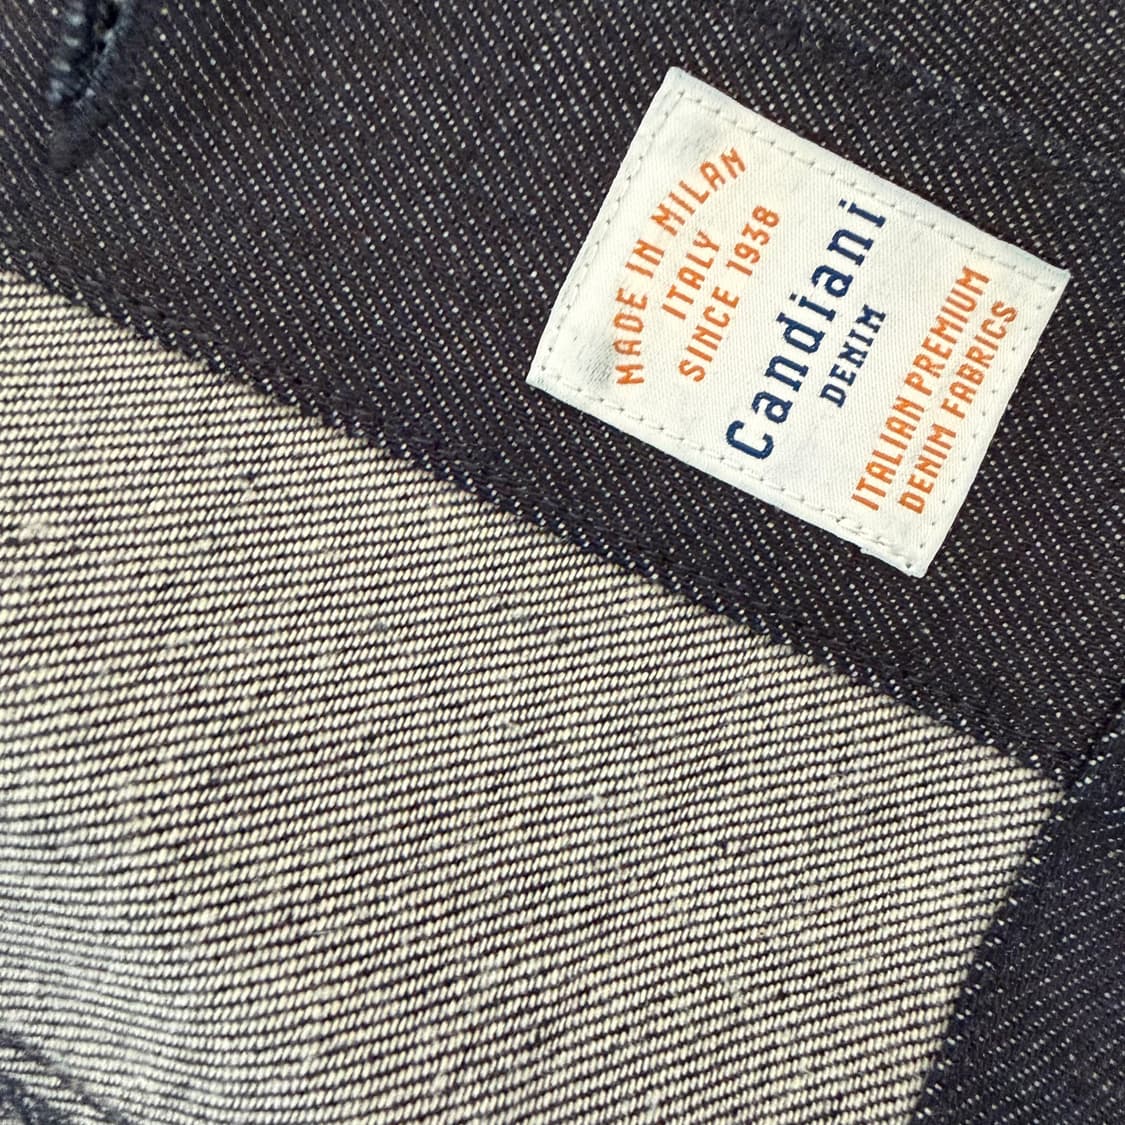 MADE IN MILAN
ITALY
SINCE 1938
Candiani
DENIM
ITALIAN PREMIUM
DENIM FABRICS